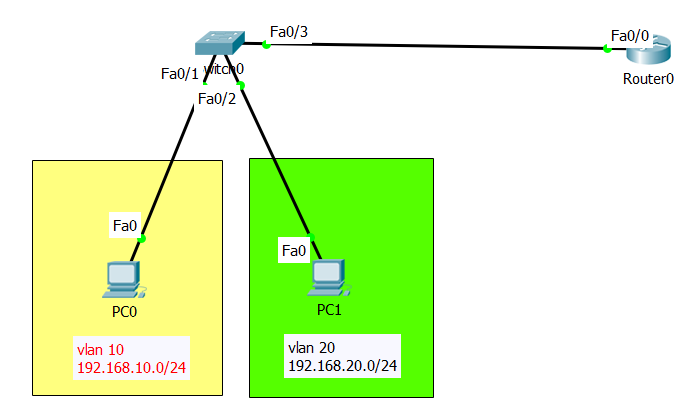 Fa0/3
Fa0/0
Router0
Fa0/1
witch0
Fa0/2
Fa0
Fa0
PC0
PC1
vlan 10
192.168.10.0/24
vlan 20
192.168.20.0/24